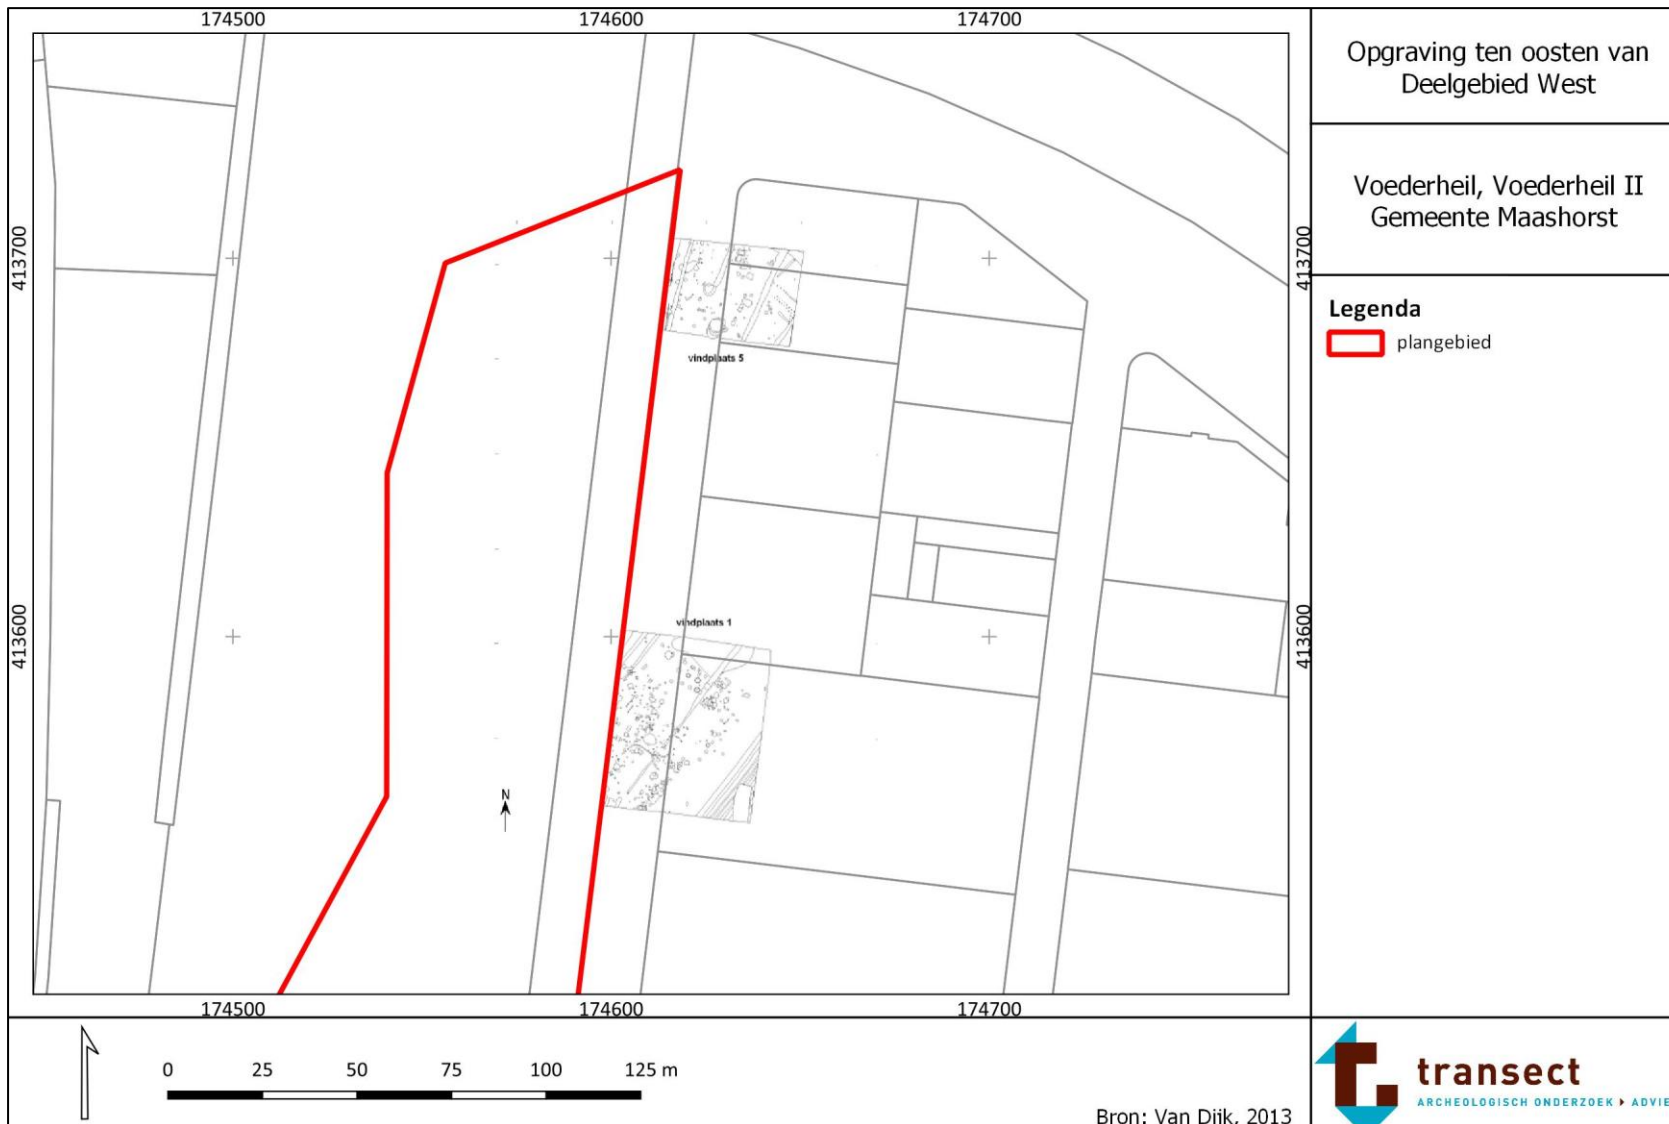 174500
174600
174700
413700
413700
413600
413600
vindplaats 5
vindplaats 1
N
174500
174600
174700
Opgraving ten oosten van
Deelgebied West
Voederheil, Voederheil II
Gemeente Maashorst
Legenda
plangebied
0 25 50 75 100 125 m
Bron: Van Dijk, 2013
transect
ARCHEOLOGISCH ONDERZOEK ADVIE